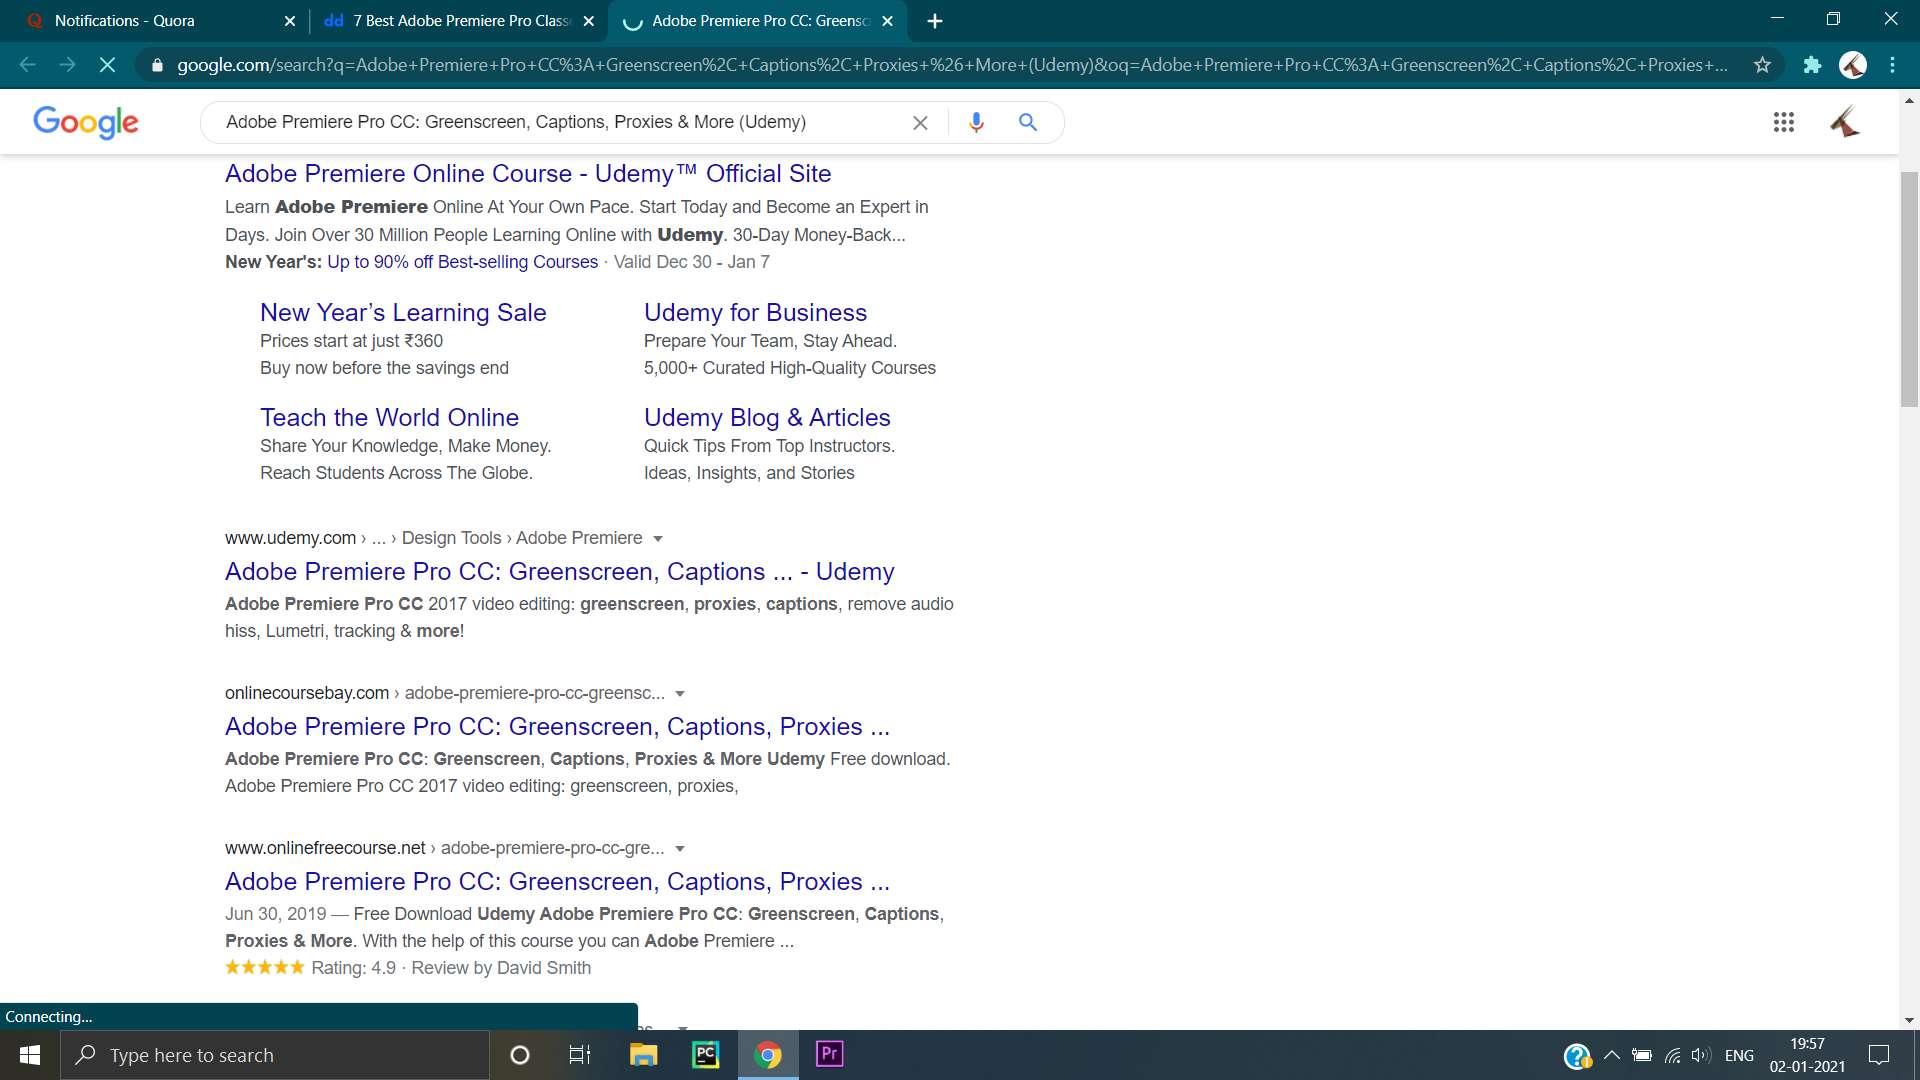 Notifications - Quora
7 Best Adobe Premiere Pro Class
Adobe Premiere Pro CC: Greensc
google.com/search?q=Adobe+Premiere+Pro+CC%3A+Greenscreen%2C+Captions%2C+Proxies+%26+More+(Udemy)&oq=Adobe+Premiere+Pro+CC%3A+Greenscreen%2C+Captions%2C+Proxies+...
Google
Adobe Premiere Pro CC: Greenscreen, Captions, Proxies & More (Udemy)
Adobe Premiere Online Course - Udemy™ Official Site
Learn Adobe Premiere Online At Your Own Pace. Start Today and Become an Expert in
Days. Join Over 30 Million People Learning Online with Udemy. 30-Day Money-Back...
New Year's: Up to 90% off Best-selling Courses · Valid Dec 30 - Jan 7
New Year’s Learning Sale
Prices start at just ₹360
Buy now before the savings end
Udemy for Business
Prepare Your Team, Stay Ahead.
5,000+ Curated High-Quality Courses
Teach the World Online
Share Your Knowledge, Make Money.
Reach Students Across The Globe.
Udemy Blog & Articles
Quick Tips From Top Instructors.
Ideas, Insights, and Stories
www.udemy.com › ... › Design Tools › Adobe Premiere
Adobe Premiere Pro CC: Greenscreen, Captions ... - Udemy
Adobe Premiere Pro CC 2017 video editing: greenscreen, proxies, captions, remove audio
hiss, Lumetri, tracking & more!
onlinecoursebay.com › adobe-premiere-pro-cc-greensc...
Adobe Premiere Pro CC: Greenscreen, Captions, Proxies ...
Adobe Premiere Pro CC: Greenscreen, Captions, Proxies & More Udemy Free download.
Adobe Premiere Pro CC 2017 video editing: greenscreen, proxies,
www.onlinefreecourse.net › adobe-premiere-pro-cc-gre...
Adobe Premiere Pro CC: Greenscreen, Captions, Proxies ...
Jun 30, 2019 — Free Download Udemy Adobe Premiere Pro CC: Greenscreen, Captions,
Proxies & More. With the help of this course you can Adobe Premiere ...
Rating: 4.9 · Review by David Smith
Connecting...
Type here to search
PC
Pr
ENG
19:57
02-01-2021